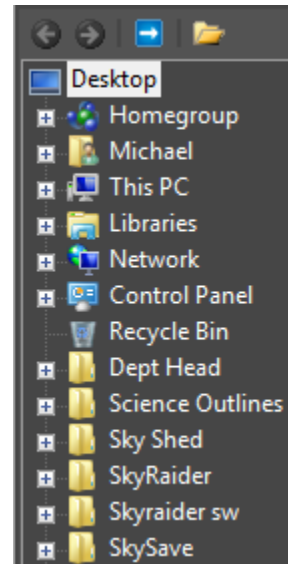 Desktop
Homegroup
Michael
This PC
Libraries
Network
Control Panel
Recycle Bin
Dept Head
Science Outlines
Sky Shed
SkyRaider
Skyraider sw
SkySave